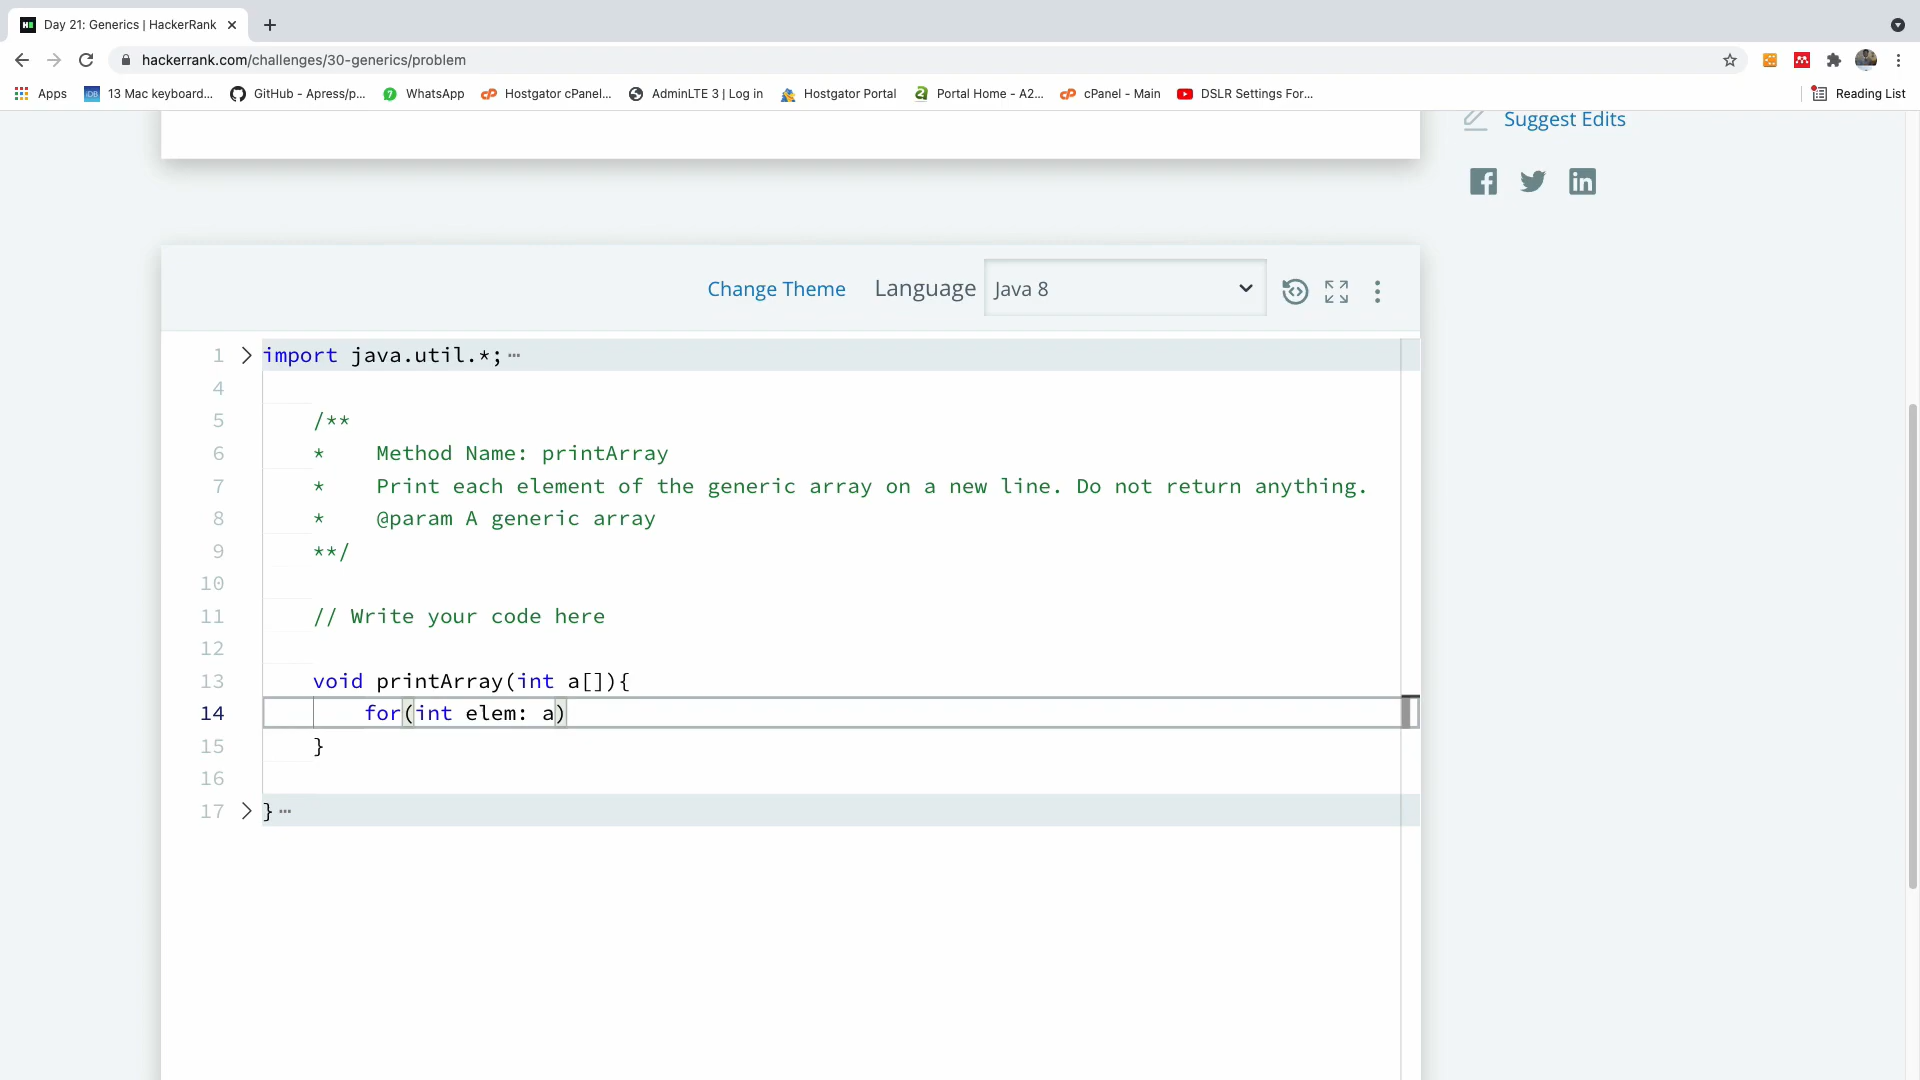 Day 21: Generics | HackerRank
hackerrank.com/challenges/30-generics/problem
Apps 13 Mac keyboard... GitHub - Apress/p... WhatsApp Hostgator cPanel... AdminLTE 3 | Log in Hostgator Portal Portal Home - A2... cPanel - Main DSLR Settings For... Reading List
Suggest Edits
Change Theme Language Java 8
1 import java.util.*;
4
5 /**
6 * Method Name: printArray
7 * Print each element of the generic array on a new line. Do not return anything.
8 * @param A generic array
9 **/
10
11 // Write your code here
12
13 void printArray(int a[]){
14 for(int elem: a)
15 }
16
17 }